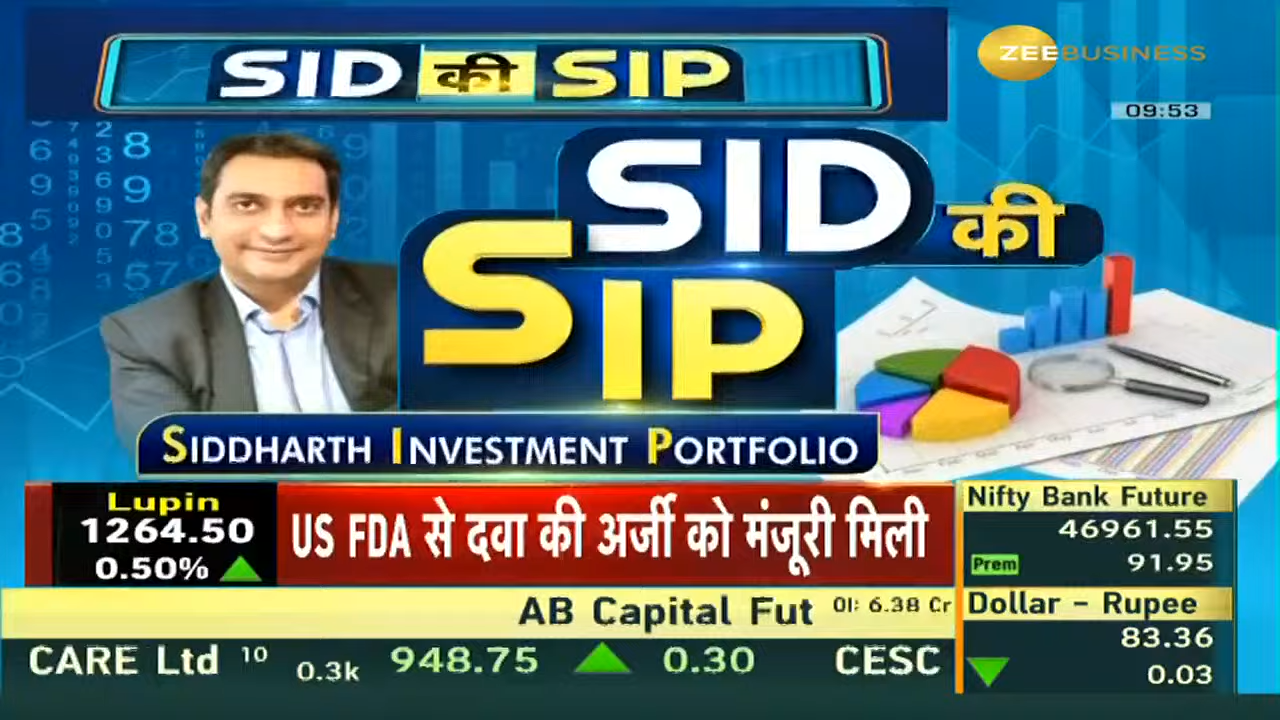 SID की SIP
ZEEBUSINESS
09:53
SID की
SIP
SIDDHARTH INVESTMENT PORTFOLIO
Lupin
1264.50
0.50%
US FDA से दवा की अर्जी को मंजूरी मिली
Nifty Bank Future
46961.55
Prem 91.95
AB Capital Fut OI: 6.38 Cr
Dollar - Rupee
83.36
0.03
CARE Ltd 10 0.3k 948.75 0.30 CESC